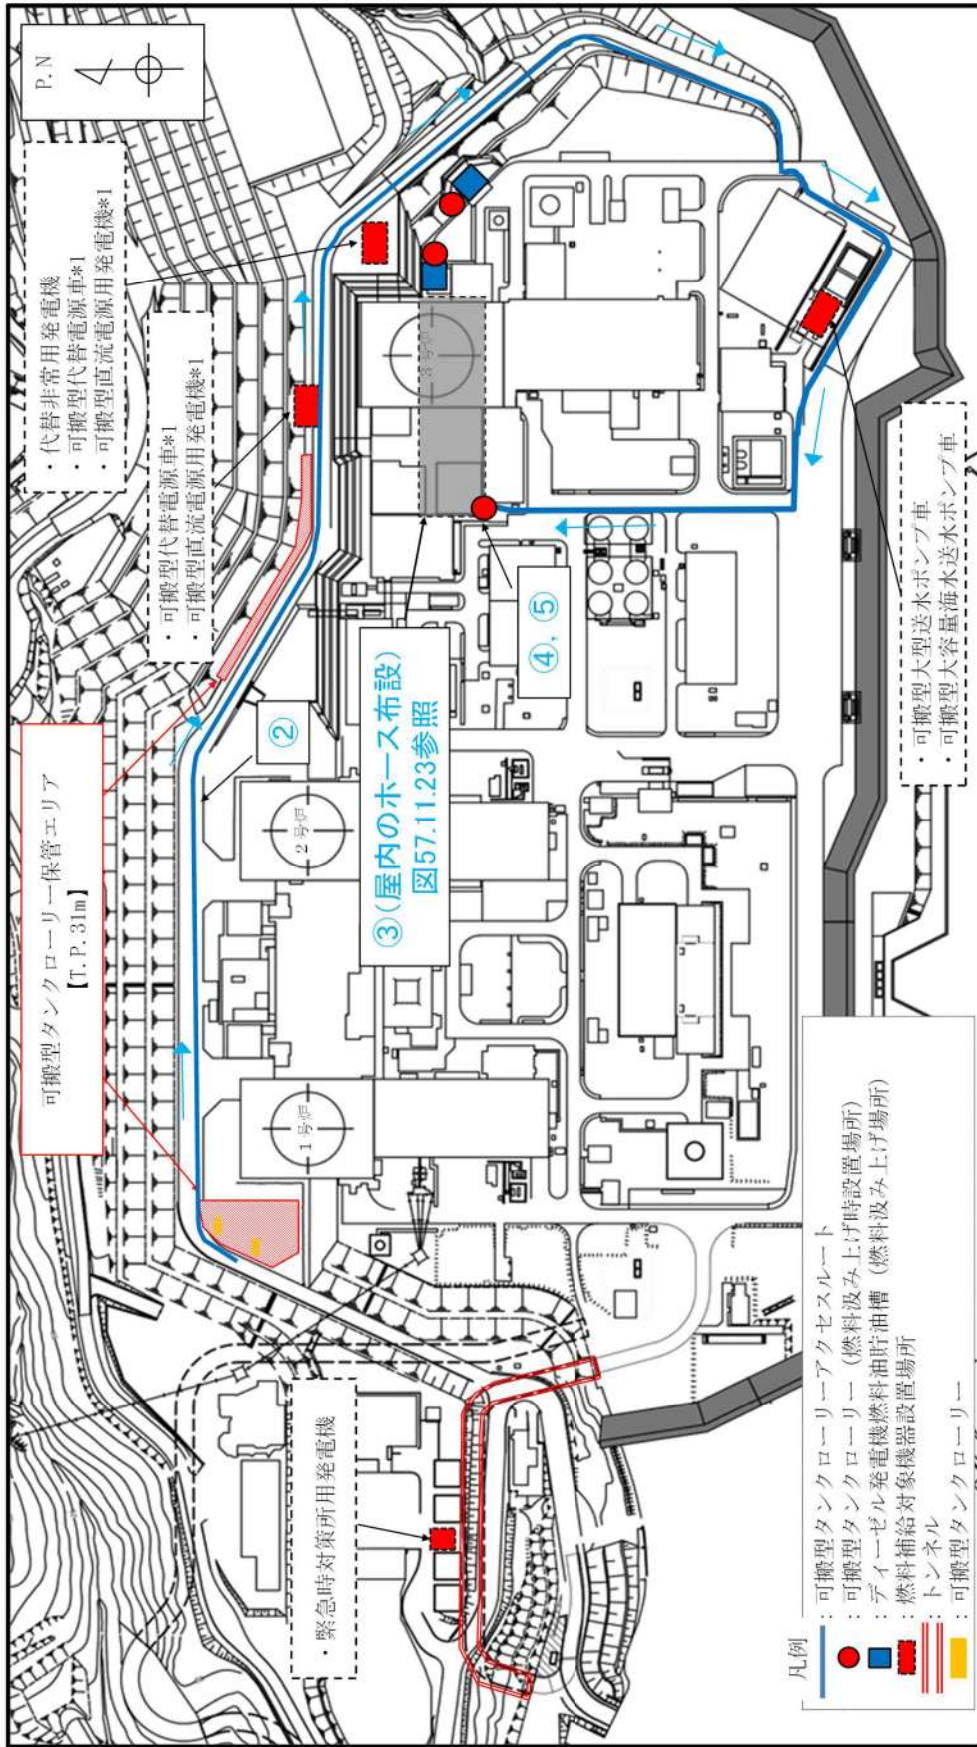 P.N
・代替非常用発電機
・可搬型代替電源車*1
・可搬型直流電源用発電機*1
・可搬型代替電源車*1
・可搬型直流電源用発電機*1
可搬型タンクローリー保管エリア
【T.P.31m】
②
③(屋内のホース布設)
図57.11.23参照
④, ⑤
1号炉
2号炉
3号炉
・緊急時対策所用発電機
・可搬型大型送水ポンプ車
・可搬型大容量海水送水ポンプ車
凡例
：可搬型タンクローリーアクセスルート
：可搬型タンクローリー（燃料汲み上げ時設置場所）
：ディーゼル発電機燃料油貯油槽（燃料汲み上げ場所）
：燃料補給対象機器設置場所
：トンネル
：可搬型タンクローリー